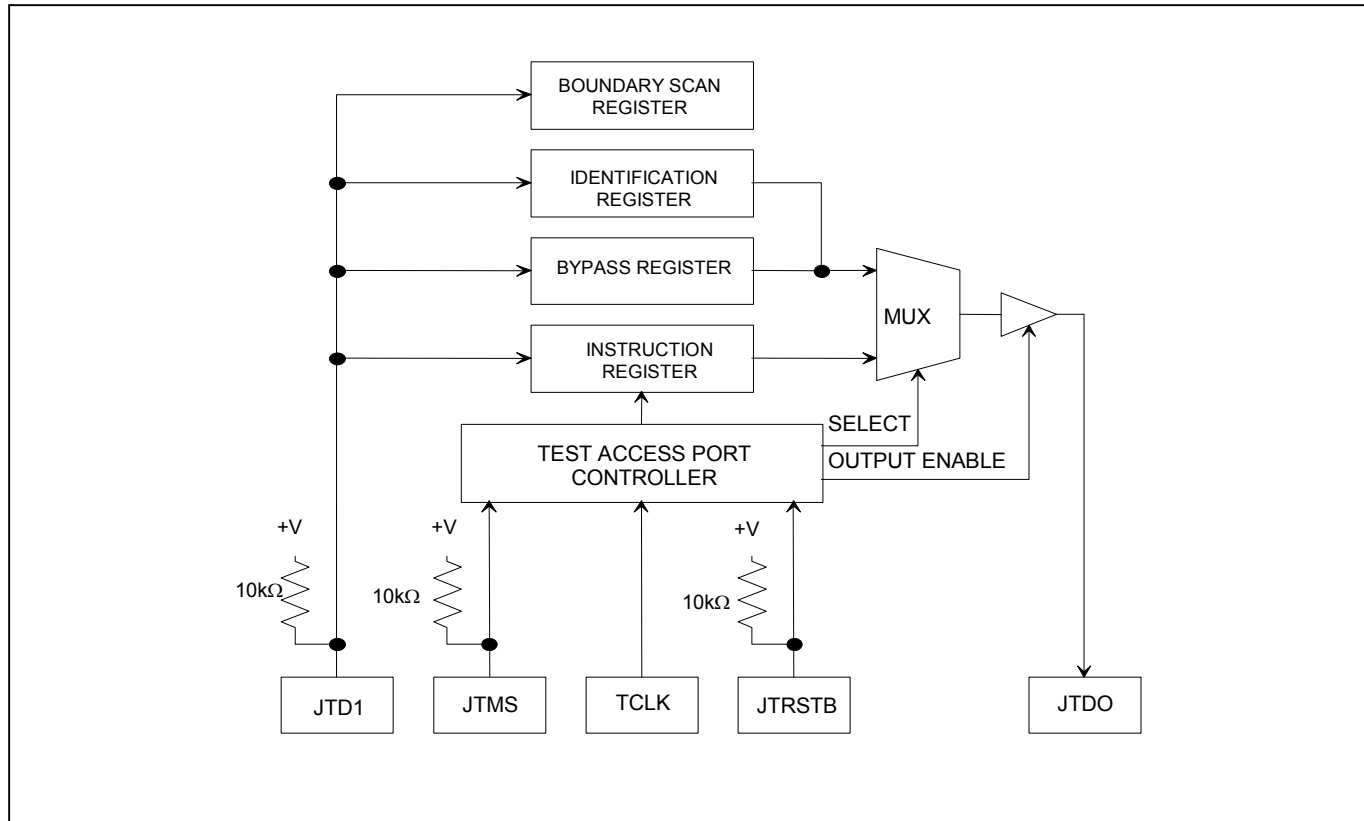 BOUNDARY SCAN
REGISTER
IDENTIFICATION
REGISTER
BYPASS REGISTER
MUX
INSTRUCTION
REGISTER
SELECT
TEST ACCESS PORT
CONTROLLER
OUTPUT ENABLE
+V
+V
+V
10kΩ
10kΩ
10kΩ
JTD1
JTMS
TCLK
JTRSTB
JTDO